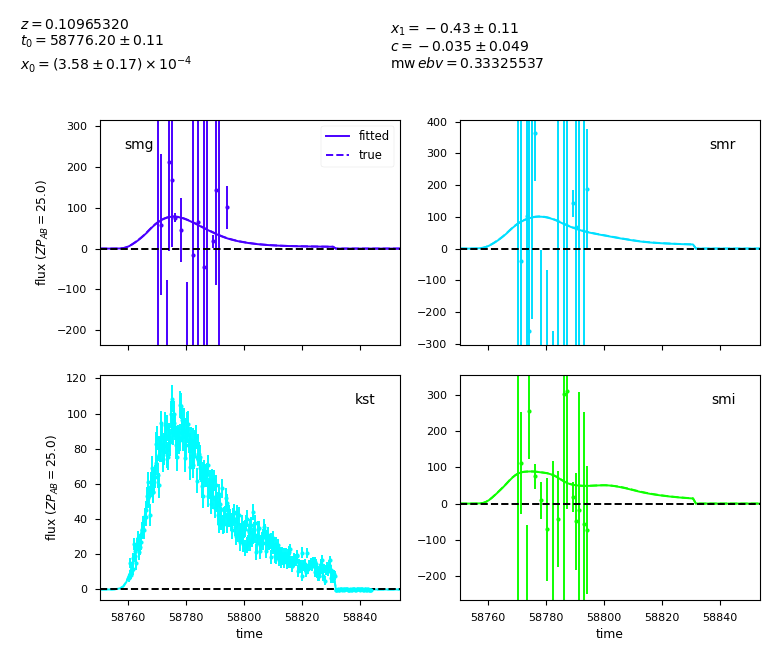 z = 0.10965320
t₀ = 58776.20 ± 0.11
x₀ = (3.58 ± 0.17) × 10⁻⁴
x₁ = −0.43 ± 0.11
c = −0.035 ± 0.049
mw ebv = 0.33325537
smg
fitted
true
300
200
100
0
−100
−200
flux (ZP_AB = 25.0)
smr
400
300
200
100
0
−100
−200
−300
kst
120
100
80
60
40
20
0
flux (ZP_AB = 25.0)
58760 58780 58800 58820 58840
time
smi
300
200
100
0
−100
−200
58760 58780 58800 58820 58840
time